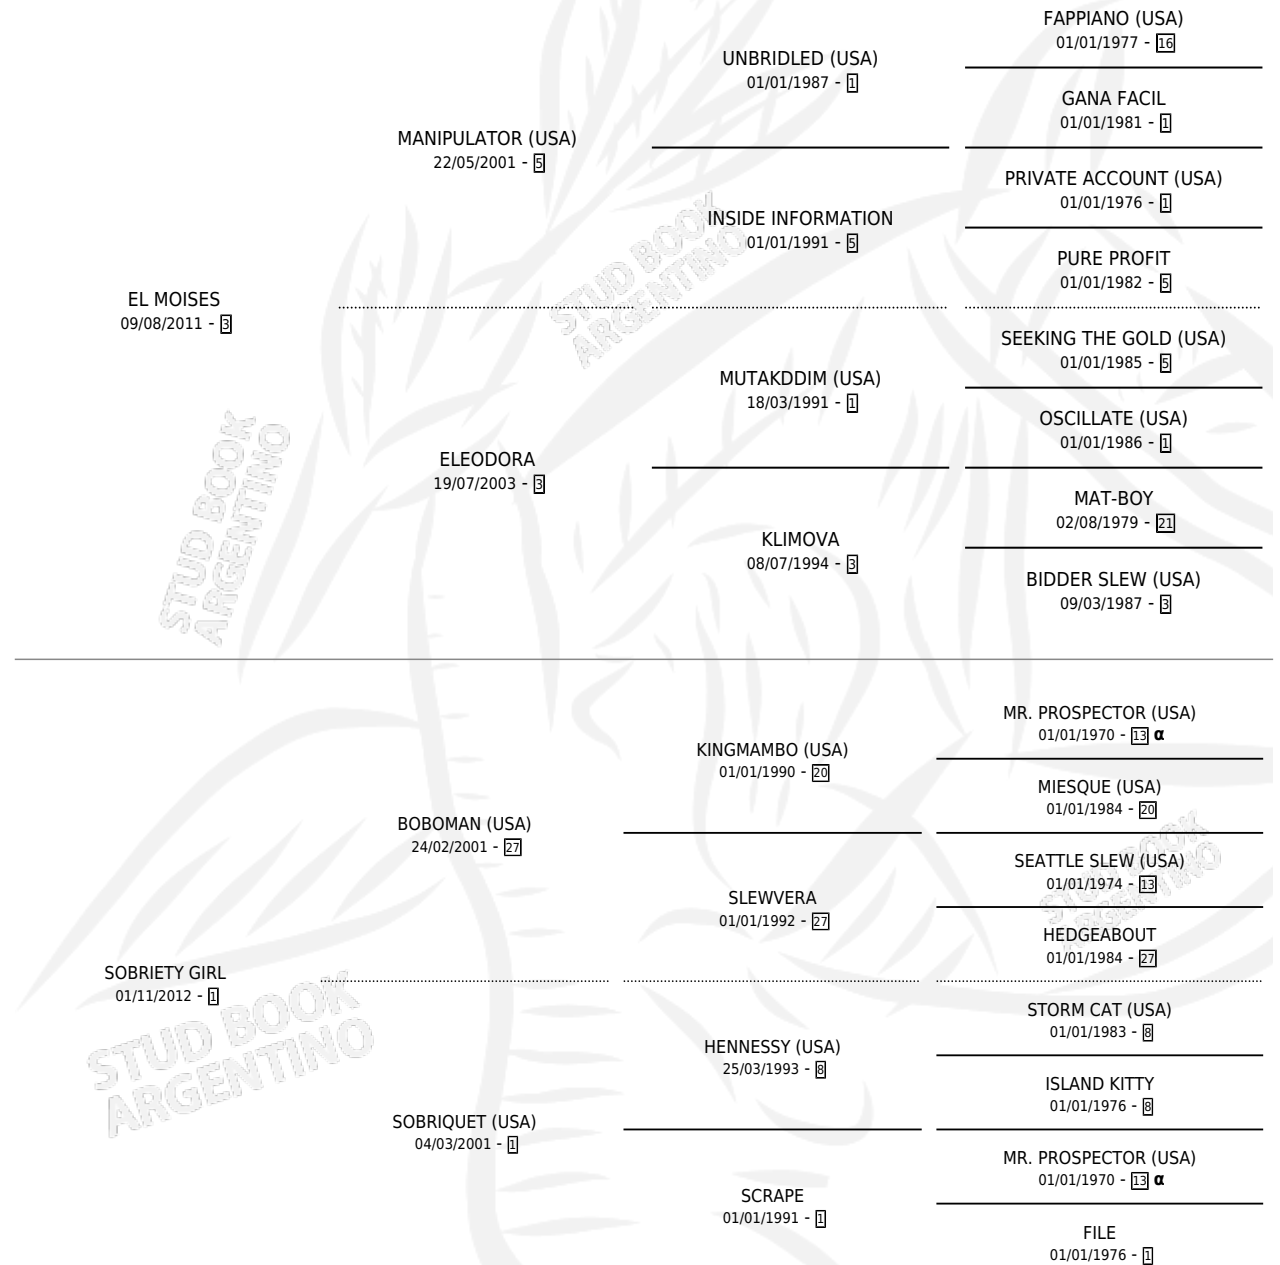 FAPPIANO (USA)
01/01/1977 - 16
UNBRIDLED (USA)
01/01/1987 - 1
GANA FACIL
01/01/1981 - 1
MANIPULATOR (USA)
22/05/2001 - 5
PRIVATE ACCOUNT (USA)
01/01/1976 - 1
INSIDE INFORMATION
01/01/1991 - 5
PURE PROFIT
01/01/1982 - 5
EL MOISES
09/08/2011 - 3
SEEKING THE GOLD (USA)
01/01/1985 - 5
MUTAKDDIM (USA)
18/03/1991 - 1
OSCILLATE (USA)
01/01/1986 - 1
ELEODORA
19/07/2003 - 3
MAT-BOY
02/08/1979 - 21
KLIMOVA
08/07/1994 - 3
BIDDER SLEW (USA)
09/03/1987 - 3
STUD BOOK
ARGENTINO
STUD BOOK
ARGENTINO
MR. PROSPECTOR (USA)
01/01/1970 - 13 α
KINGMAMBO (USA)
01/01/1990 - 20
MIESQUE (USA)
01/01/1984 - 20
BOBOMAN (USA)
24/02/2001 - 27
SEATTLE SLEW (USA)
01/01/1974 - 13
SLEWVERA
01/01/1992 - 27
HEDGEABOUT
01/01/1984 - 27
STUD BOOK
ARGENTINO
SOBRIETY GIRL
01/11/2012 - 1
STUD BOOK
ARGENTINO
STORM CAT (USA)
01/01/1983 - 8
HENNESSY (USA)
25/03/1993 - 8
ISLAND KITTY
01/01/1976 - 8
SOBRIQUET (USA)
04/03/2001 - 1
MR. PROSPECTOR (USA)
01/01/1970 - 13 α
SCRAPE
01/01/1991 - 1
FILE
01/01/1976 - 1